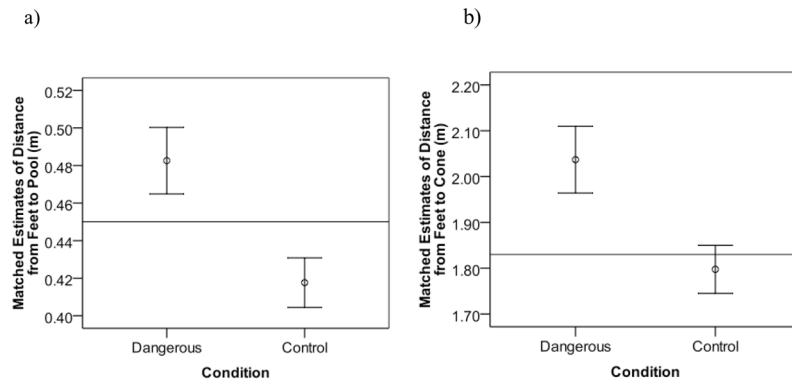 a)
Matched Estimates of Distance
from Feet to Pool (m)
0.52
0.50
0.48
0.46
0.44
0.42
0.40
Dangerous
Control
Condition
b)
Matched Estimates of Distance
from Feet to Cone (m)
2.20
2.10
2.00
1.90
1.80
1.70
Dangerous
Control
Condition